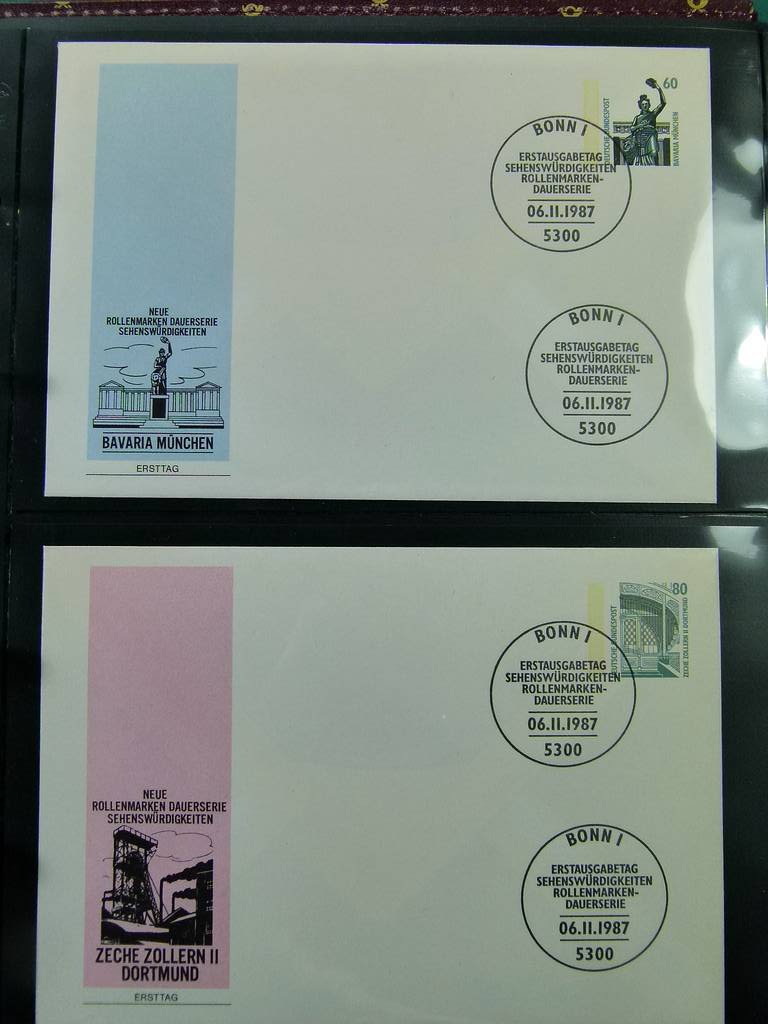 60
DEUTSCHE BUNDESPOST
BAVARIA MÜNCHEN
BONN 1
ERSTAUSGABETAG
SEHENSWÜRDIGKEITEN
ROLLENMARKEN-
DAUERSERIE
06.11.1987
5300
NEUE
ROLLENMARKEN DAUERSERIE
SEHENSWÜRDIGKEITEN
BAVARIA MÜNCHEN
ERSTTAG
BONN 1
ERSTAUSGABETAG
SEHENSWÜRDIGKEITEN
ROLLENMARKEN-
DAUERSERIE
06.11.1987
5300
80
DEUTSCHE BUNDESPOST
ZECHE ZOLLERN II DORTMUND
BONN 1
ERSTAUSGABETAG
SEHENSWÜRDIGKEITEN
ROLLENMARKEN-
DAUERSERIE
06.11.1987
5300
NEUE
ROLLENMARKEN DAUERSERIE
SEHENSWÜRDIGKEITEN
ZECHE ZOLLERN II
DORTMUND
ERSTTAG
BONN 1
ERSTAUSGABETAG
SEHENSWÜRDIGKEITEN
ROLLENMARKEN-
DAUERSERIE
06.11.1987
5300